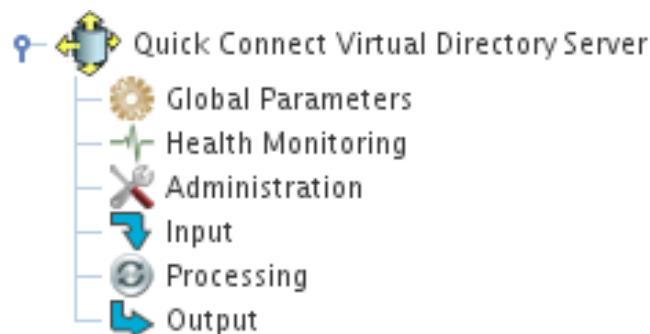 Quick Connect Virtual Directory Server
Global Parameters
Health Monitoring
Administration
Input
Processing
Output